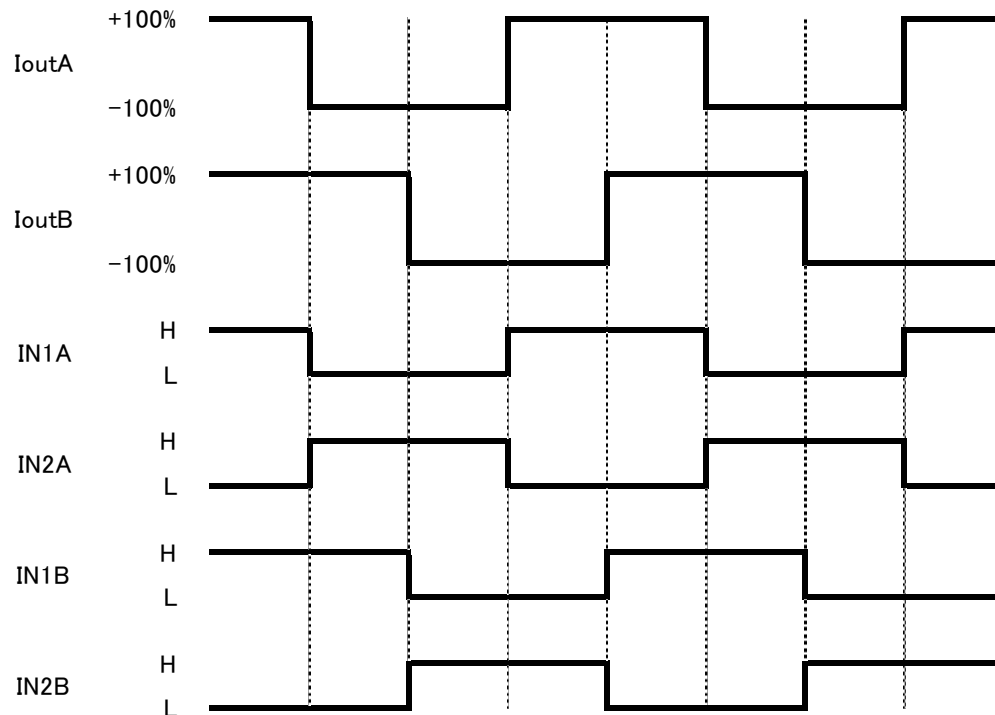 +100%
IoutA
−100%
+100%
IoutB
−100%
H
IN1A
L
H
IN2A
L
H
IN1B
L
H
IN2B
L